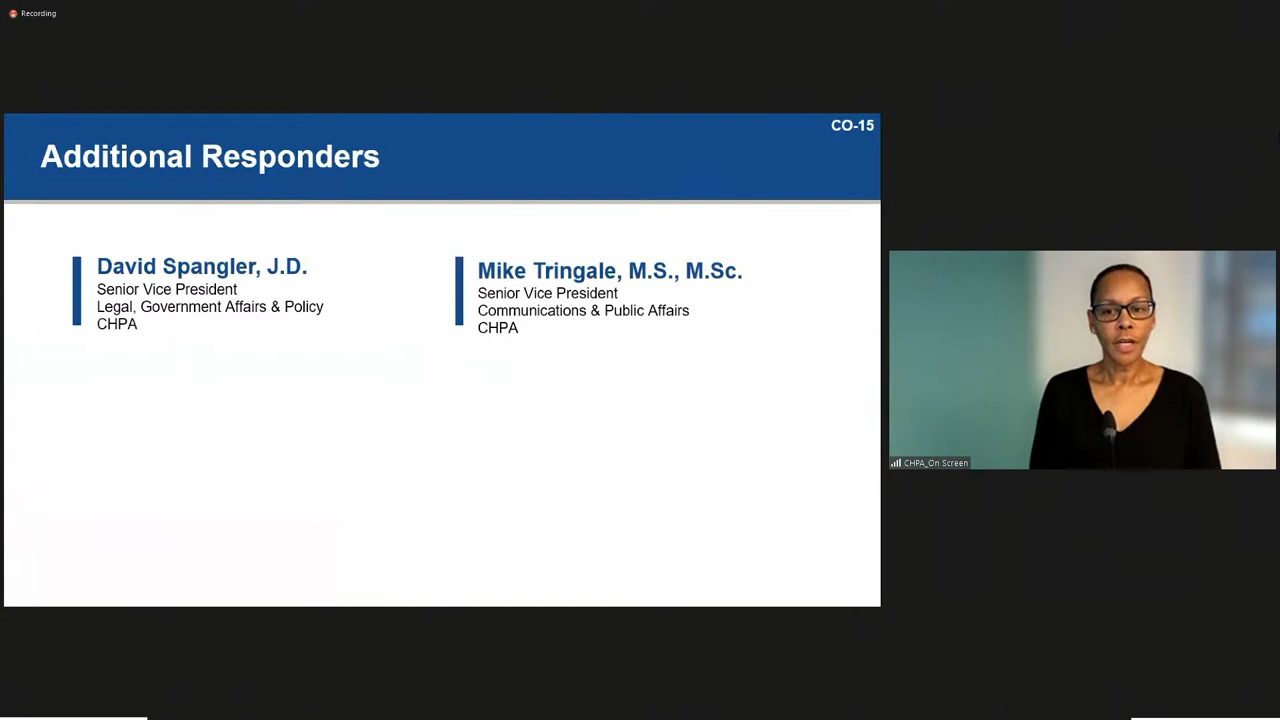 Recording
CO-15
Additional Responders
David Spangler, J.D.
Senior Vice President
Legal, Government Affairs & Policy
CHPA
Mike Tringale, M.S., M.Sc.
Senior Vice President
Communications & Public Affairs
CHPA
CHPA_On Screen